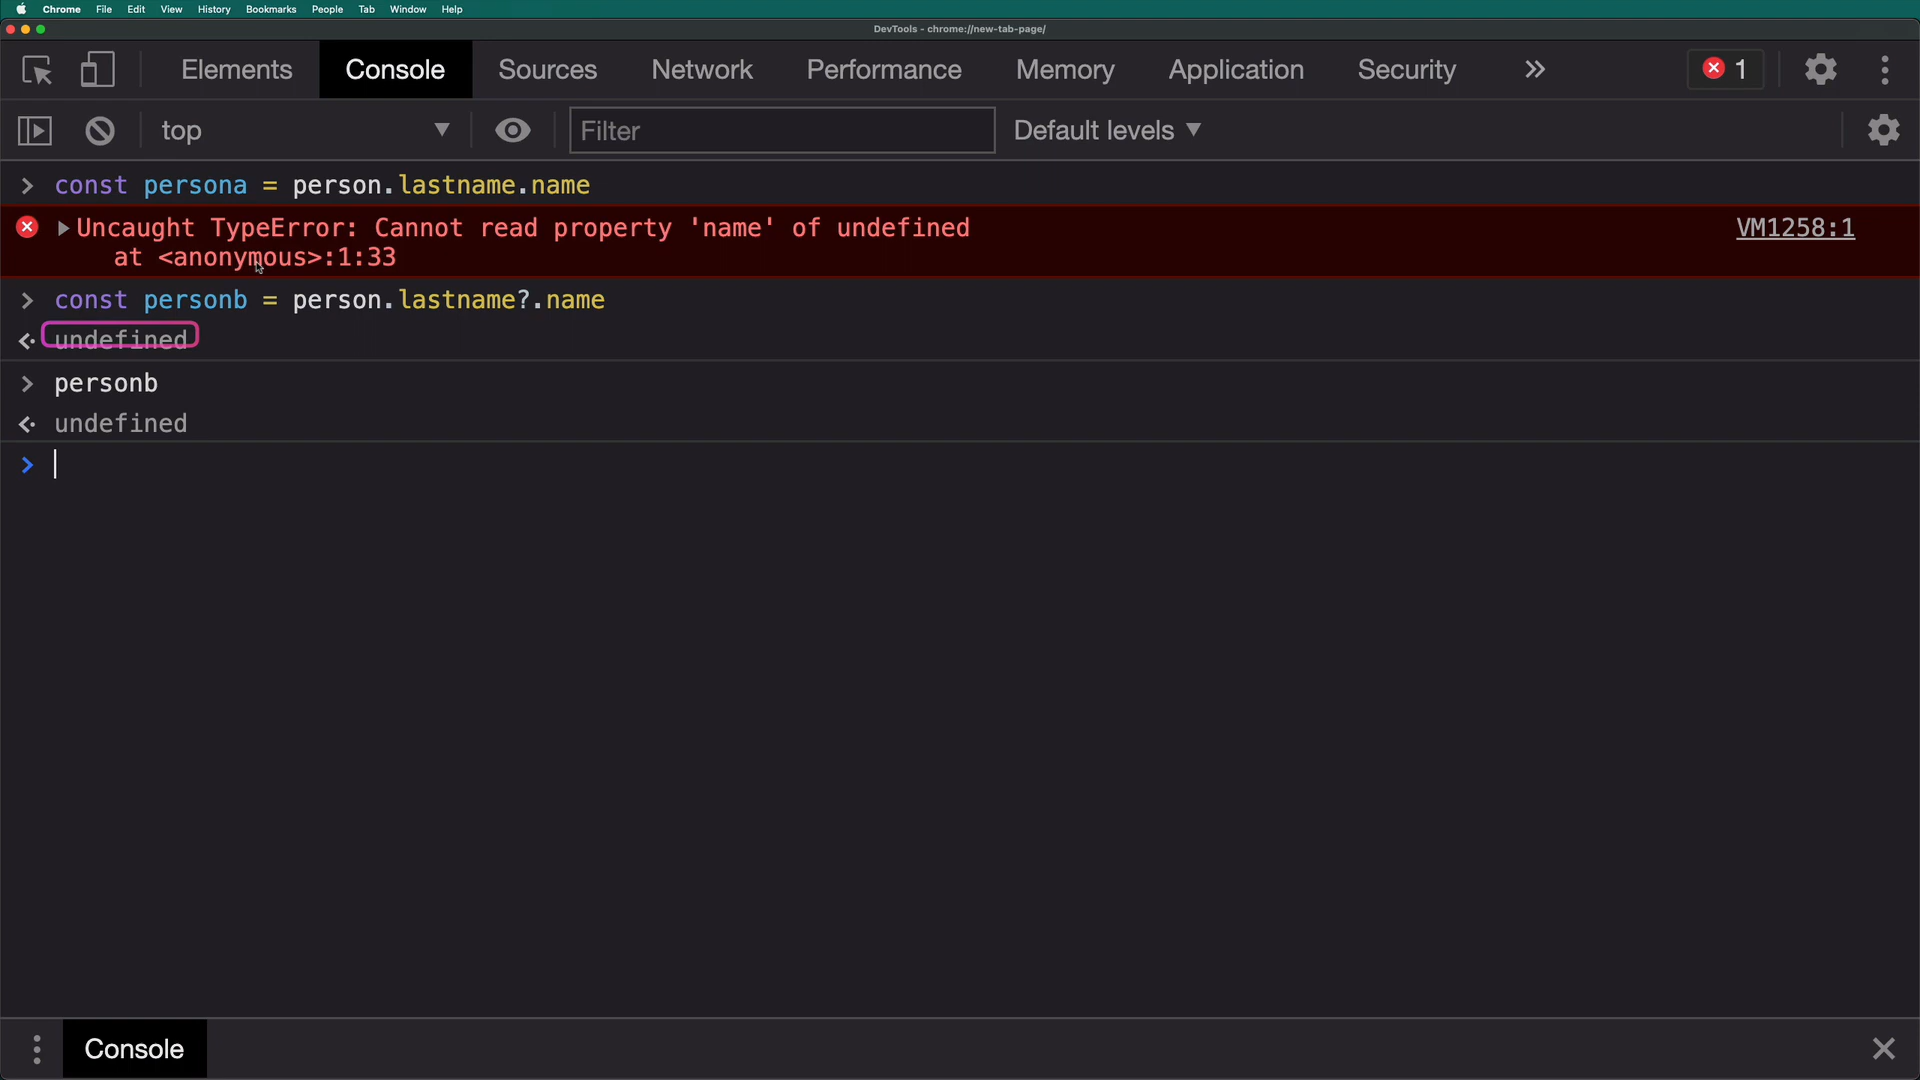 Chrome File Edit View History Bookmarks People Tab Window Help
DevTools - chrome://new-tab-page/
Elements Console Sources Network Performance Memory Application Security » 1
top ▼ Filter Default levels ▼
> const persona = person.lastname.name
▶Uncaught TypeError: Cannot read property 'name' of undefined VM1258:1
at <anonymous>:1:33
> const personb = person.lastname?.name
undefined
> personb
undefined
>
Console